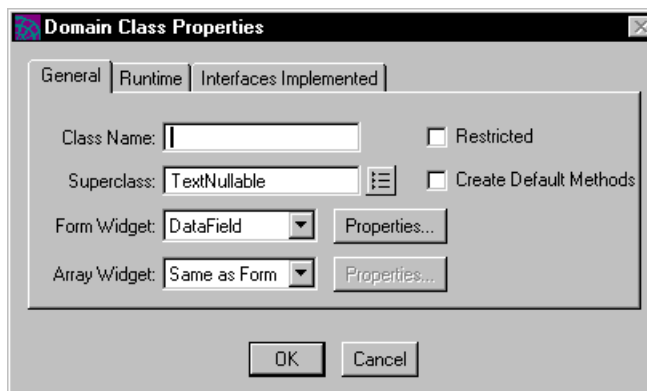 Domain Class Properties
General Runtime Interfaces Implemented
Class Name: Restricted
Superclass: TextNullable Create Default Methods
Form Widget: DataField Properties...
Array Widget: Same as Form Properties...
OK Cancel